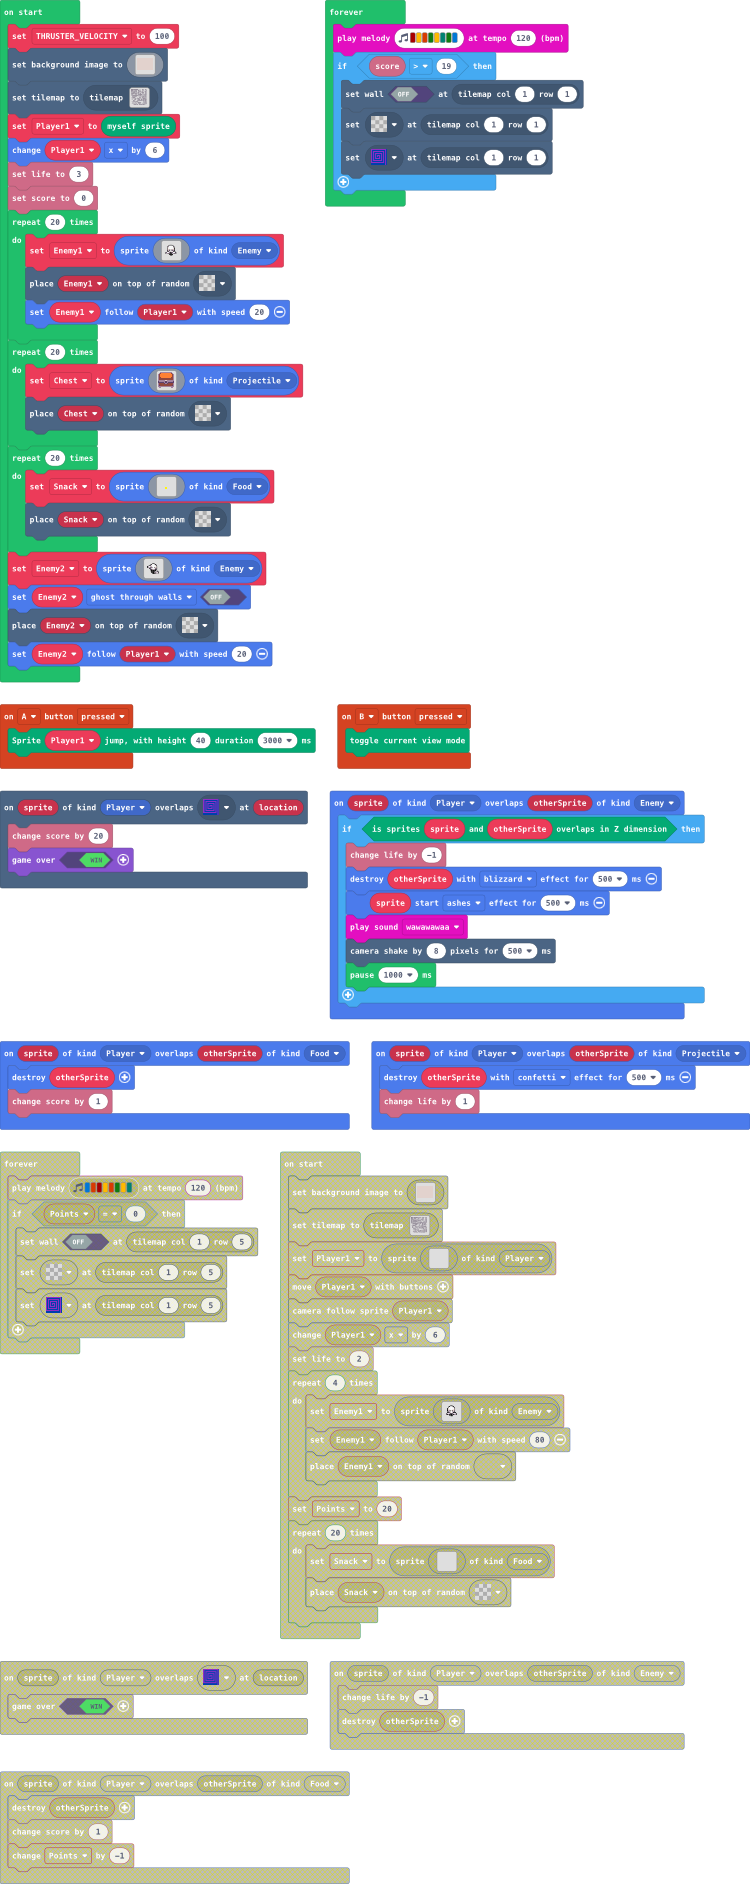 on start
set THRUSTER_VELOCITY to 100
set background image to
set tilemap to tilemap
set Player1 to myself sprite
change Player1 x by 6
set life to 3
set score to 0
repeat 20 times
do
set Enemy1 to sprite of kind Enemy
place Enemy1 on top of random
set Enemy1 follow Player1 with speed 20
repeat 20 times
do
set Chest to sprite of kind Projectile
place Chest on top of random
repeat 20 times
do
set Snack to sprite of kind Food
place Snack on top of random
set Enemy2 to sprite of kind Enemy
set Enemy2 ghost through walls OFF
place Enemy2 on top of random
set Enemy2 follow Player1 with speed 20
forever
play melody at tempo 120 (bpm)
if score > 19 then
set wall OFF at tilemap col 1 row 1
set at tilemap col 1 row 1
set at tilemap col 1 row 1
on A button pressed
Sprite Player1 jump, with height 40 duration 3000 ms
on B button pressed
toggle current view mode
on sprite of kind Player overlaps at location
change score by 20
game over WIN
on sprite of kind Player overlaps otherSprite of kind Enemy
if is sprites sprite and otherSprite overlaps in Z dimension then
change life by -1
destroy otherSprite with blizzard effect for 500 ms
sprite start ashes effect for 500 ms
play sound wawawawaa
camera shake by 8 pixels for 500 ms
pause 1000 ms
on sprite of kind Player overlaps otherSprite of kind Food
destroy otherSprite
change score by 1
on sprite of kind Player overlaps otherSprite of kind Projectile
destroy otherSprite with confetti effect for 500 ms
change life by 1
forever
play melody at tempo 120 (bpm)
if Points = 0 then
set wall OFF at tilemap col 1 row 5
set at tilemap col 1 row 5
set at tilemap col 1 row 5
on start
set background image to
set tilemap to tilemap
set Player1 to sprite of kind Player
move Player1 with buttons
camera follow sprite Player1
change Player1 x by 6
set life to 2
repeat 4 times
do
set Enemy1 to sprite of kind Enemy
set Enemy1 follow Player1 with speed 80
place Enemy1 on top of random
set Points to 20
repeat 20 times
do
set Snack to sprite of kind Food
place Snack on top of random
on sprite of kind Player overlaps at location
game over WIN
on sprite of kind Player overlaps otherSprite of kind Enemy
change life by -1
destroy otherSprite
on sprite of kind Player overlaps otherSprite of kind Food
destroy otherSprite
change score by 1
change Points by -1